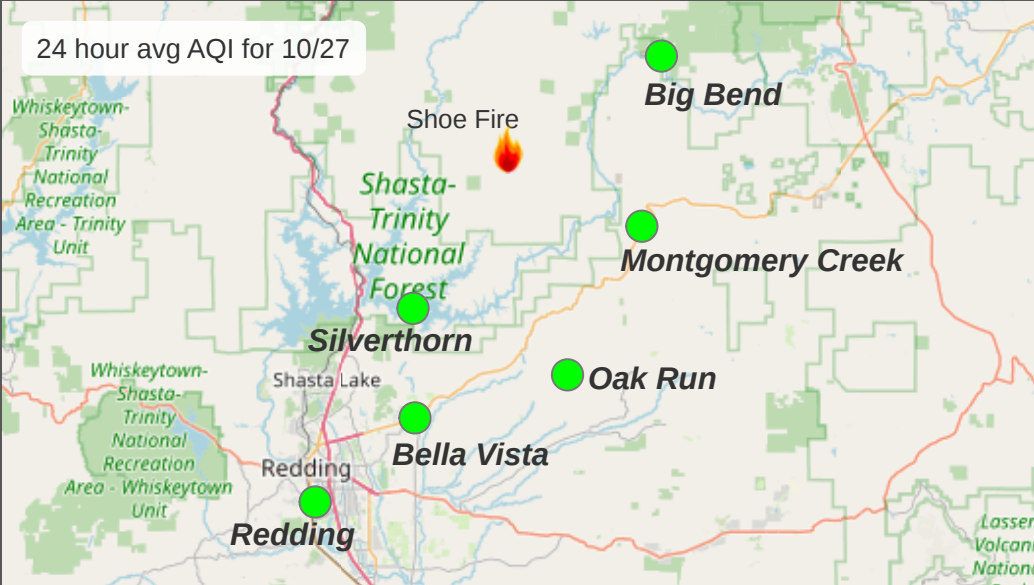 24 hour avg AQI for 10/27
Big Bend
Whiskeytown-
Shasta-
Trinity
National
Recreation
Area - Trinity
Unit
Shoe Fire
Shasta-
Trinity
National
Forest
Montgomery Creek
Silverthorn
Shasta Lake
Oak Run
Whiskeytown-
Shasta-
Trinity
National
Recreation
Area - Whiskeytown
Unit
Bella Vista
Redding
Redding
Lassen
Volcani
National